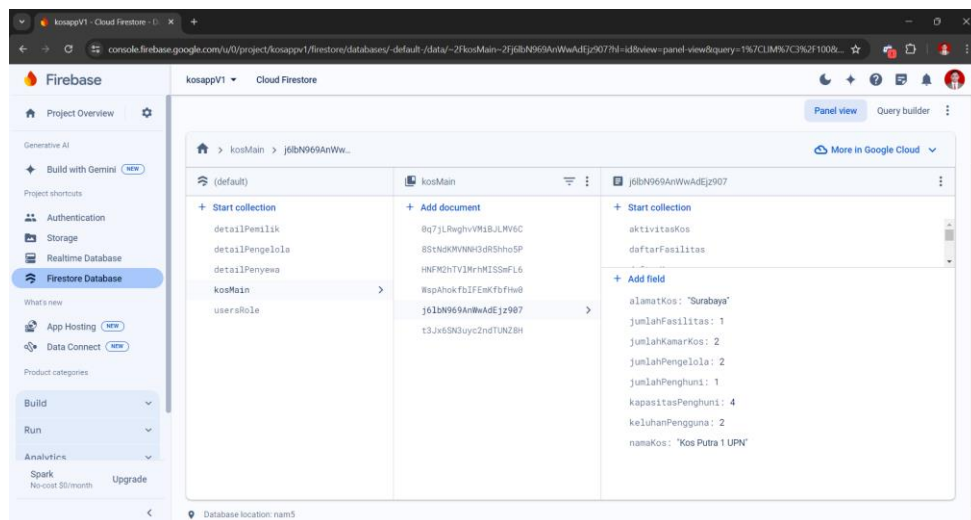 kosappV1 - Cloud Firestore - D
console.firebase.google.com/u/0/project/kosappv1/firestore/databases/-default-/data/~2FkosMain~2Fj6lbN969AnWwAdEjz907?hl=id&view=panel-view&query=1%7CLIM%7C3%2F100&...
Firebase
kosappV1
Cloud Firestore
Project Overview
Panel view
Query builder
Generative AI
Build with Gemini NEW
Project shortcuts
Authentication
Storage
Realtime Database
Firestore Database
What's new
App Hosting NEW
Data Connect NEW
Product categories
Build
Run
Analytics
Spark
No-cost $0/month
Upgrade
kosMain > j6lbN969AnWw...
More in Google Cloud
(default)
+ Start collection
detailPemilik
detailPengelola
detailPenyewa
kosMain
usersRole
kosMain
+ Add document
0q7jLRwghvVMiBJLMV6C
8StNdKMVNNH3dR5hho5P
HNFM2hTVlMrhMISSmFL6
WspAhokfbIFEmKfbfHw0
j6lbN969AnWwAdEjz907
t3Jx6SN3uyc2ndTUNZ8H
j6lbN969AnWwAdEjz907
+ Start collection
aktivitasKos
daftarFasilitas
+ Add field
alamatKos: "Surabaya"
jumlahFasilitas: 1
jumlahKamarKos: 2
jumlahPengelola: 2
jumlahPenghuni: 1
kapasitasPenghuni: 4
keluhanPengguna: 2
namaKos: "Kos Putra 1 UPN"
Database location: nam5